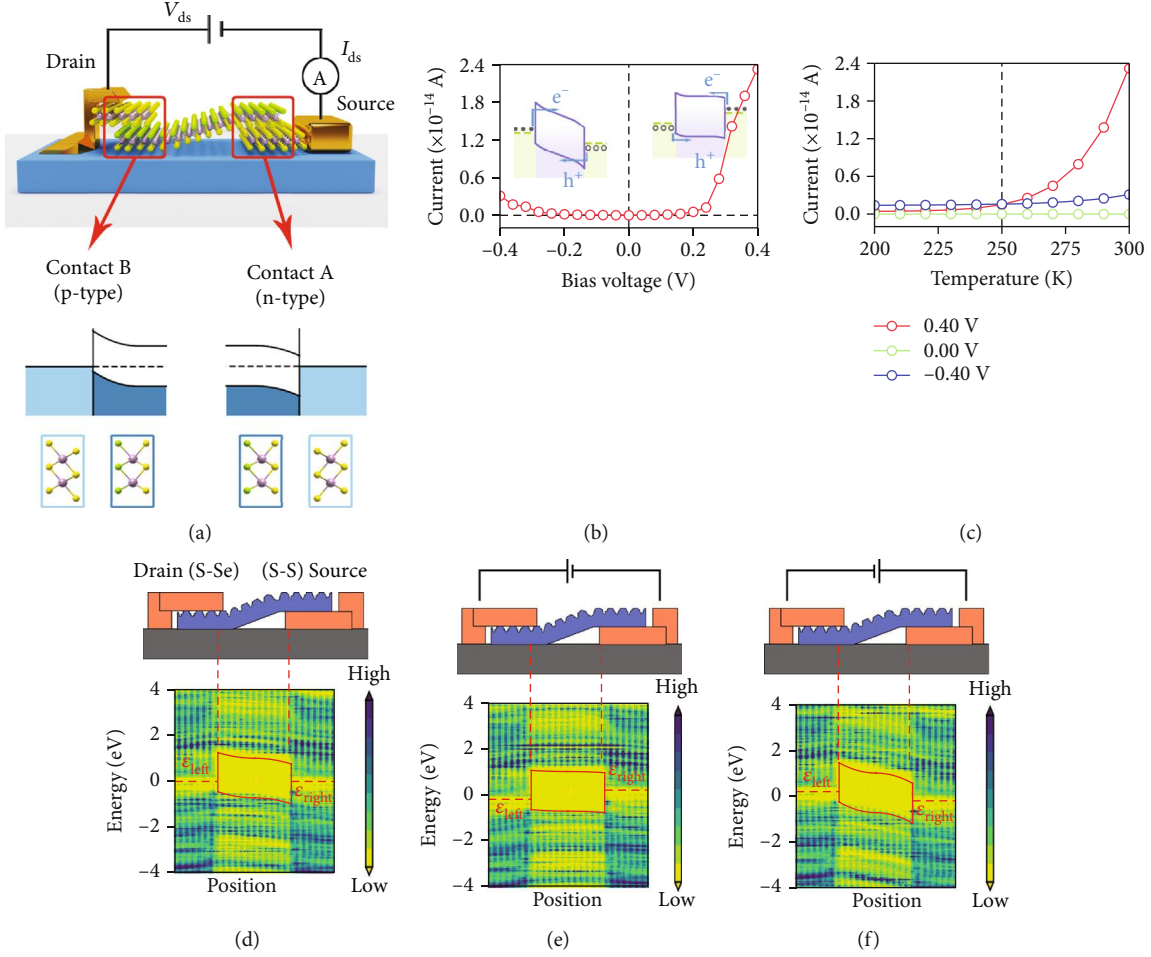 V_ds
I_ds
A
Drain
Source
Contact B
(p-type)
Contact A
(n-type)
(a)
Current (×10⁻¹⁴ A)
2.4
1.8
1.2
0.6
0.0
e⁻
h⁺
e⁻
h⁺
−0.4
−0.2
0.0
0.2
0.4
Bias voltage (V)
(b)
Current (×10⁻¹⁴ A)
2.4
1.8
1.2
0.6
0.0
200
225
250
275
300
Temperature (K)
0.40 V
0.00 V
−0.40 V
(c)
Drain (S-Se)
(S-S) Source
High
Energy (eV)
4
2
0
−2
−4
ε_left
ε_right
Position
Low
(d)
High
Energy (eV)
4
2
0
−2
−4
ε_left
ε_right
Position
Low
(e)
High
Energy (eV)
4
2
0
−2
−4
ε_left
ε_right
Position
Low
(f)